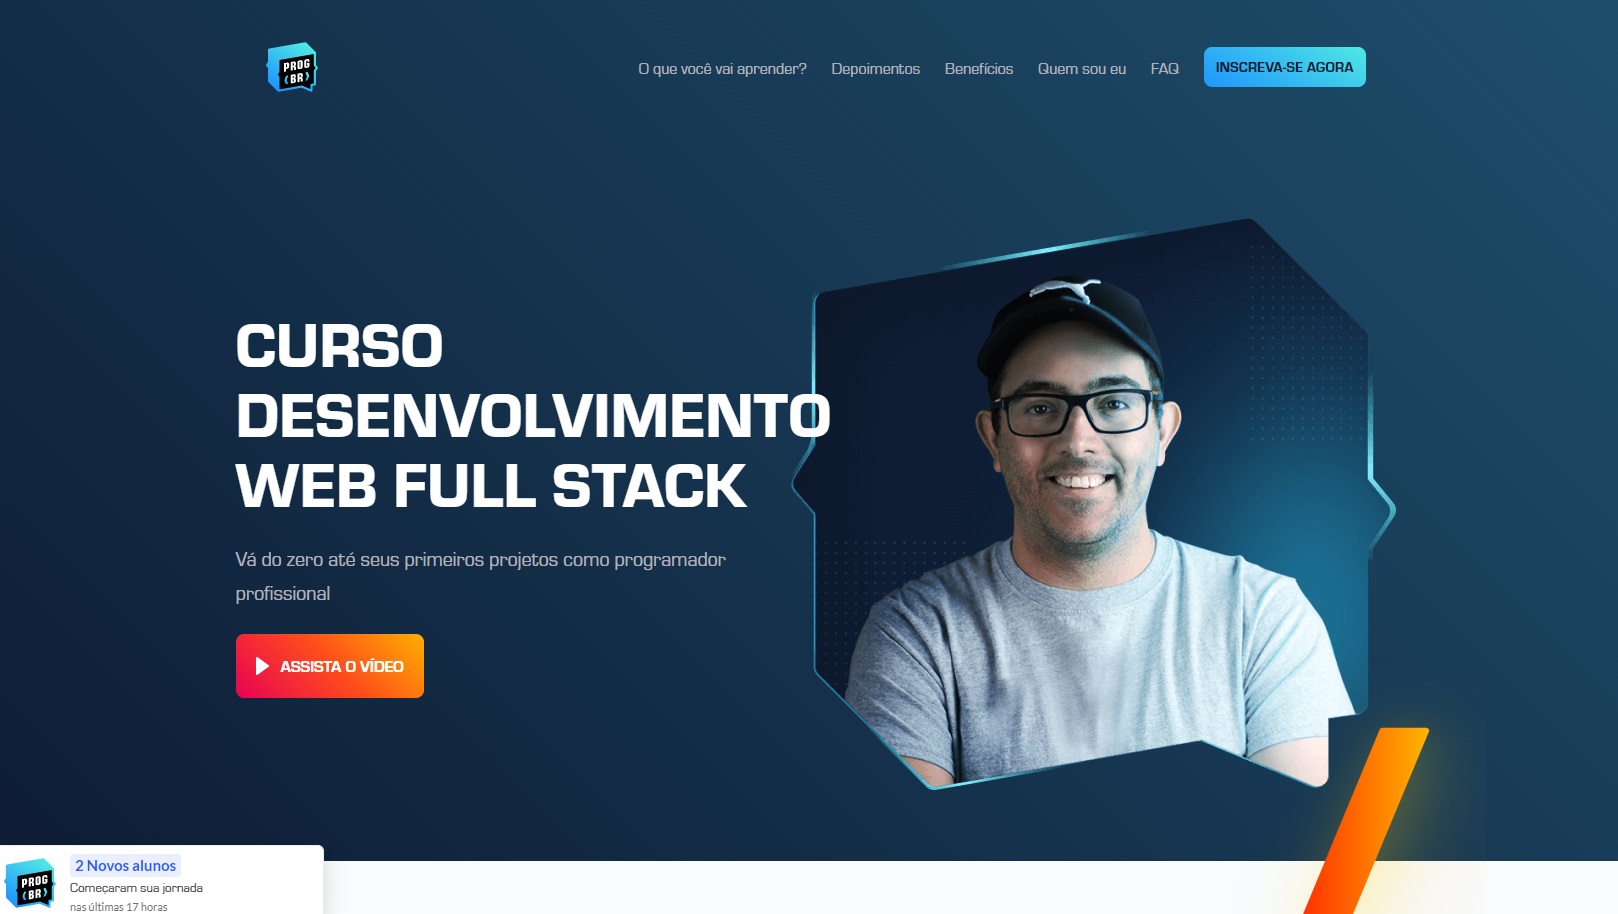 PROG
BR
O que você vai aprender?
Depoimentos
Benefícios
Quem sou eu
FAQ
INSCREVA-SE AGORA
CURSO
DESENVOLVIMENTO
WEB FULL STACK
Vá do zero até seus primeiros projetos como programador
profissional
ASSISTA O VÍDEO
PROG
BR
2 Novos alunos
Começaram sua jornada
nas últimas 17 horas